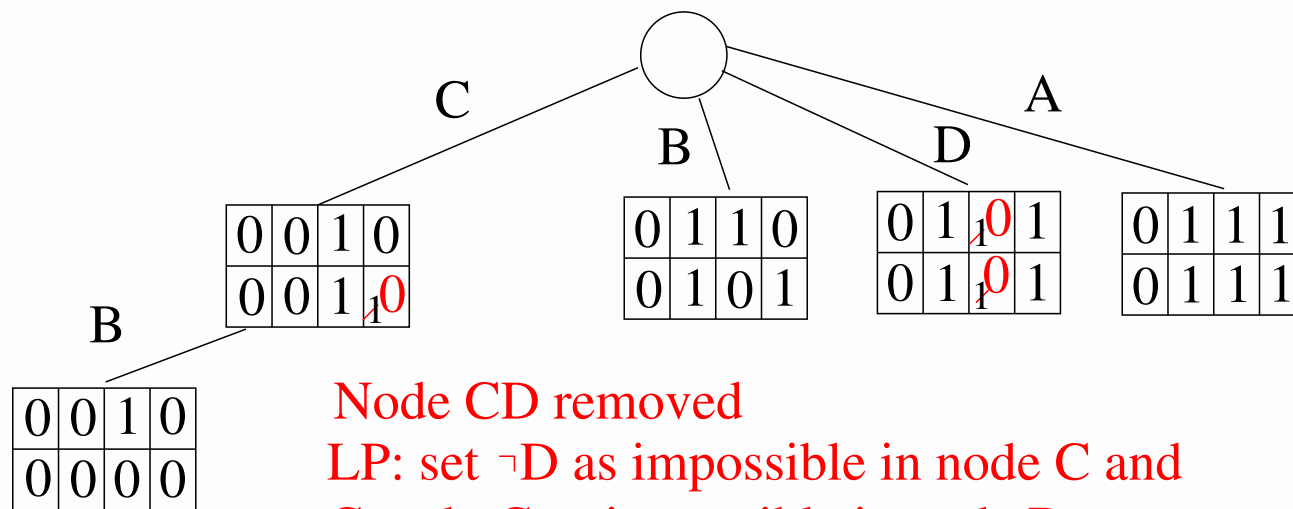 A
C
B
D
0 0 1 0
0 0 1 1 0
0 1 1 0
0 1 0 1
0 1 1 0 1
0 1 1 0 1
0 1 1 1
0 1 1 1
B
0 0 1 0
0 0 0 0
Node CD removed
LP: set ¬D as impossible in node C and